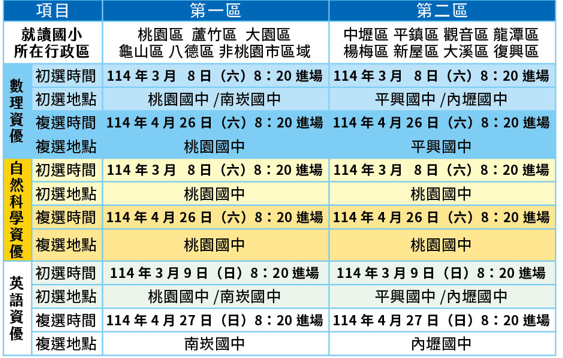 項目 第一區 第二區
就讀國小 桃園區 蘆竹區 大園區 中壢區 平鎮區 觀音區 龍潭區
所在行政區 龜山區 八德區 非桃園市區域 楊梅區 新屋區 大溪區 復興區
數理資優
初選時間 114 年 3 月 8 日（六）8：20 進場 114 年 3 月 8 日（六）8：20 進場
初選地點 桃園國中 /南崁國中 平興國中 /內壢國中
複選時間 114 年 4 月 26 日（六）8：20 進場 114 年 4 月 26 日（六）8：20 進場
複選地點 桃園國中 平興國中
自然科學資優
初選時間 114 年 3 月 8 日（六）8：20 進場 114 年 3 月 8 日（六）8：20 進場
初選地點 桃園國中 桃園國中
複選時間 114 年 4 月 26 日（六）8：20 進場 114 年 4 月 26 日（六）8：20 進場
複選地點 桃園國中 桃園國中
英語資優
初選時間 114 年 3 月 9 日（日）8：20 進場 114 年 3 月 9 日（日）8：20 進場
初選地點 桃園國中 /南崁國中 平興國中 /內壢國中
複選時間 114 年 4 月 27 日（日）8：20 進場 114 年 4 月 27 日（日）8：20 進場
複選地點 南崁國中 內壢國中